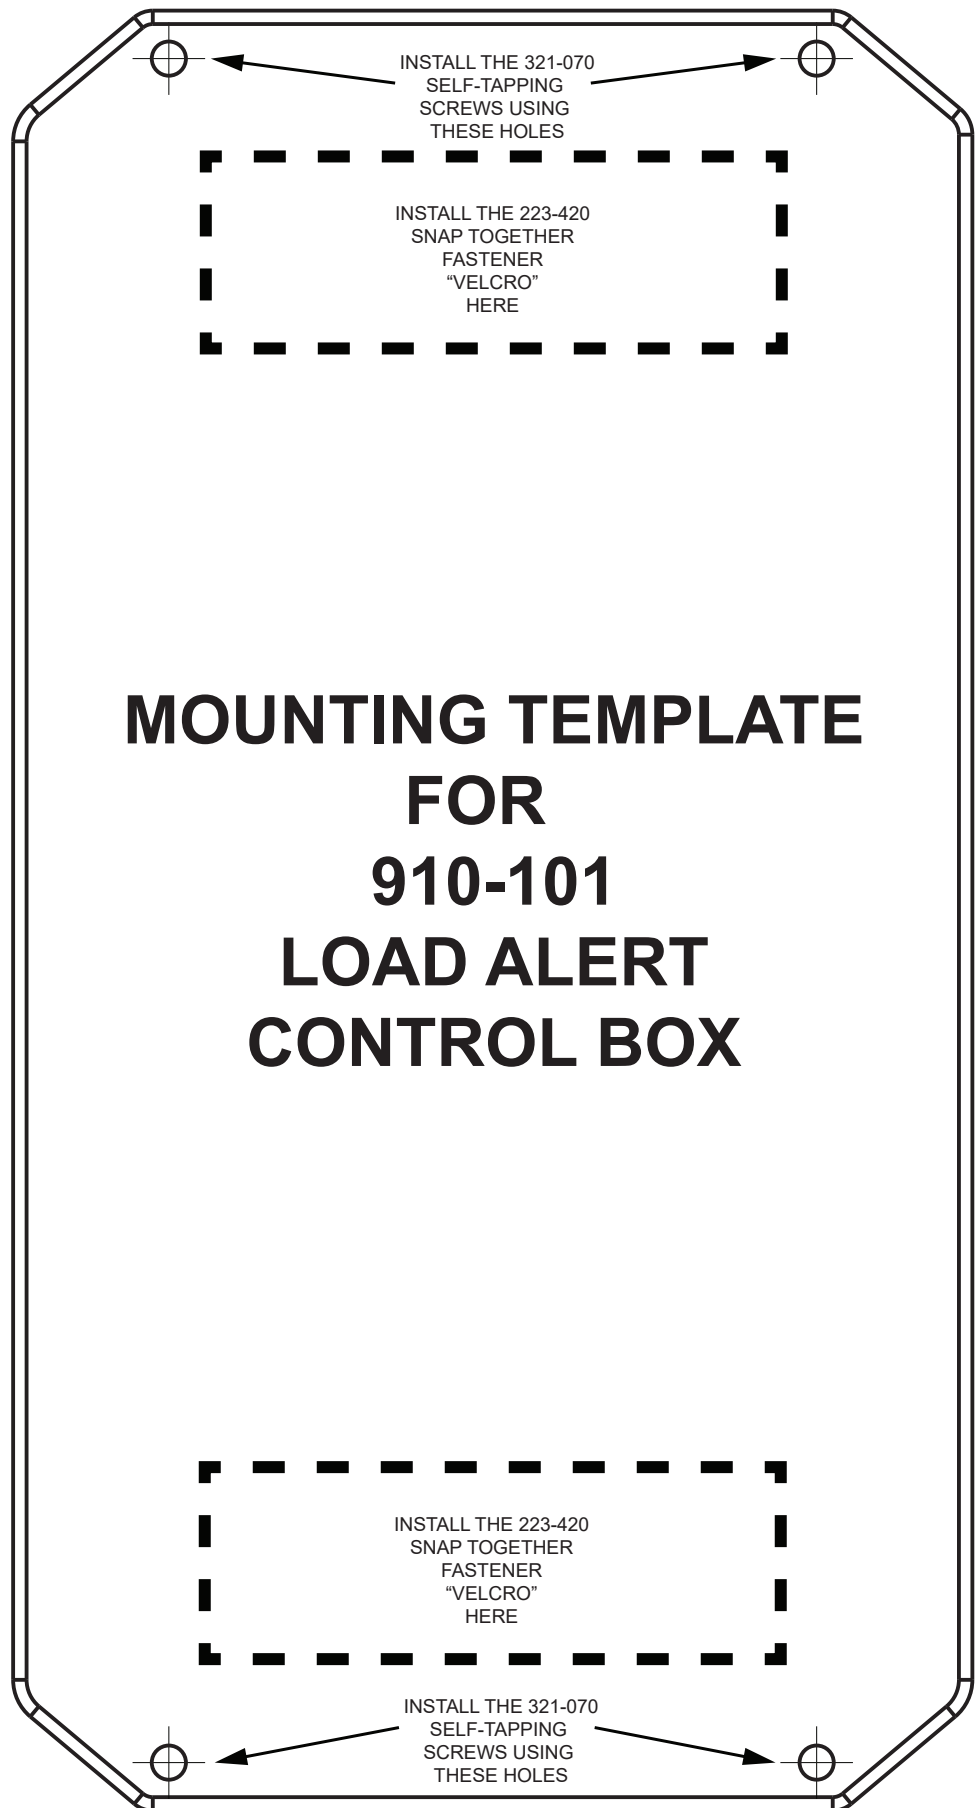 INSTALL THE 321-070
SELF-TAPPING
SCREWS USING
THESE HOLES
INSTALL THE 223-420
SNAP TOGETHER
FASTENER
“VELCRO”
HERE
MOUNTING TEMPLATE
FOR
910-101
LOAD ALERT
CONTROL BOX
INSTALL THE 223-420
SNAP TOGETHER
FASTENER
“VELCRO”
HERE
INSTALL THE 321-070
SELF-TAPPING
SCREWS USING
THESE HOLES